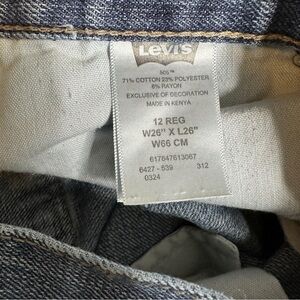 LEVI'S
505™
71% COTTON 23% POLYESTER
6% RAYON
EXCLUSIVE OF DECORATION
MADE IN KENYA
12 REG
W26" X L26"
W66 CM
617847613067
6427 - 539 312
0324